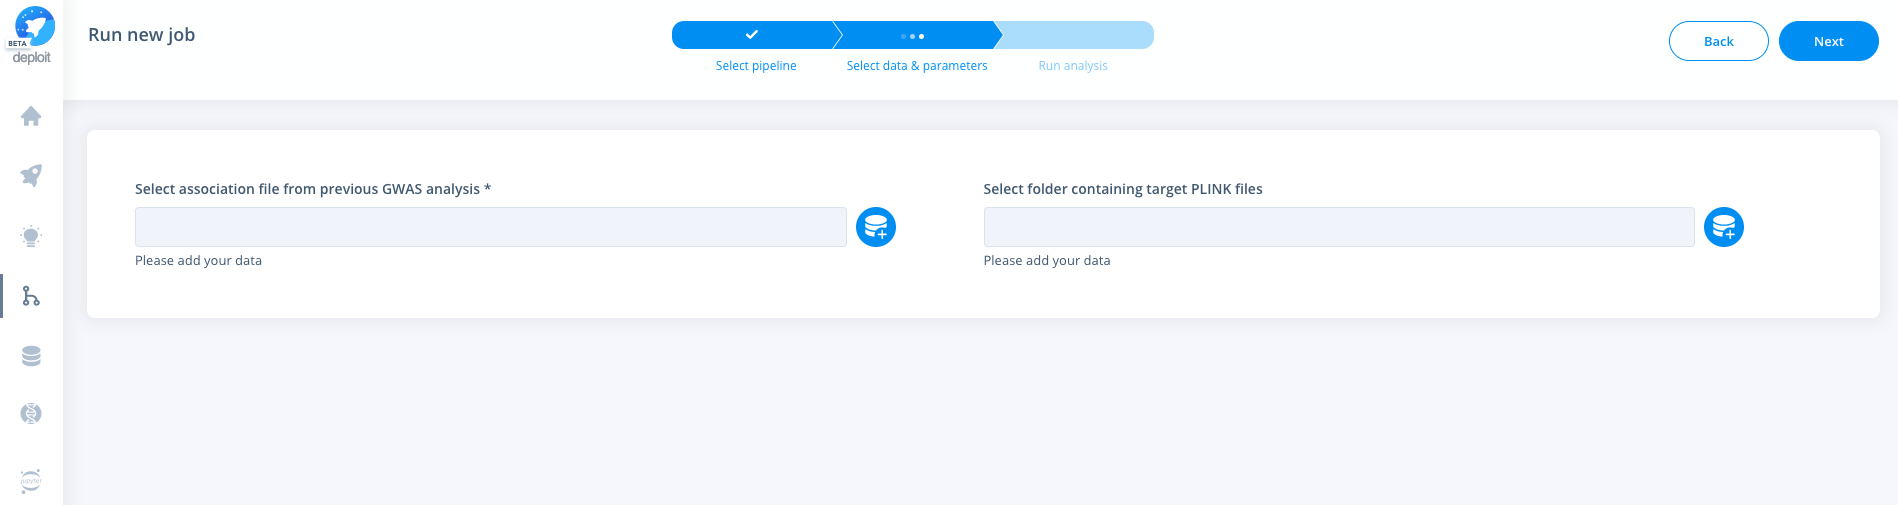 BETA
deploit
Run new job
Select pipeline
Select data & parameters
Run analysis
Back
Next
Select association file from previous GWAS analysis *
Please add your data
Select folder containing target PLINK files
Please add your data
jupyter